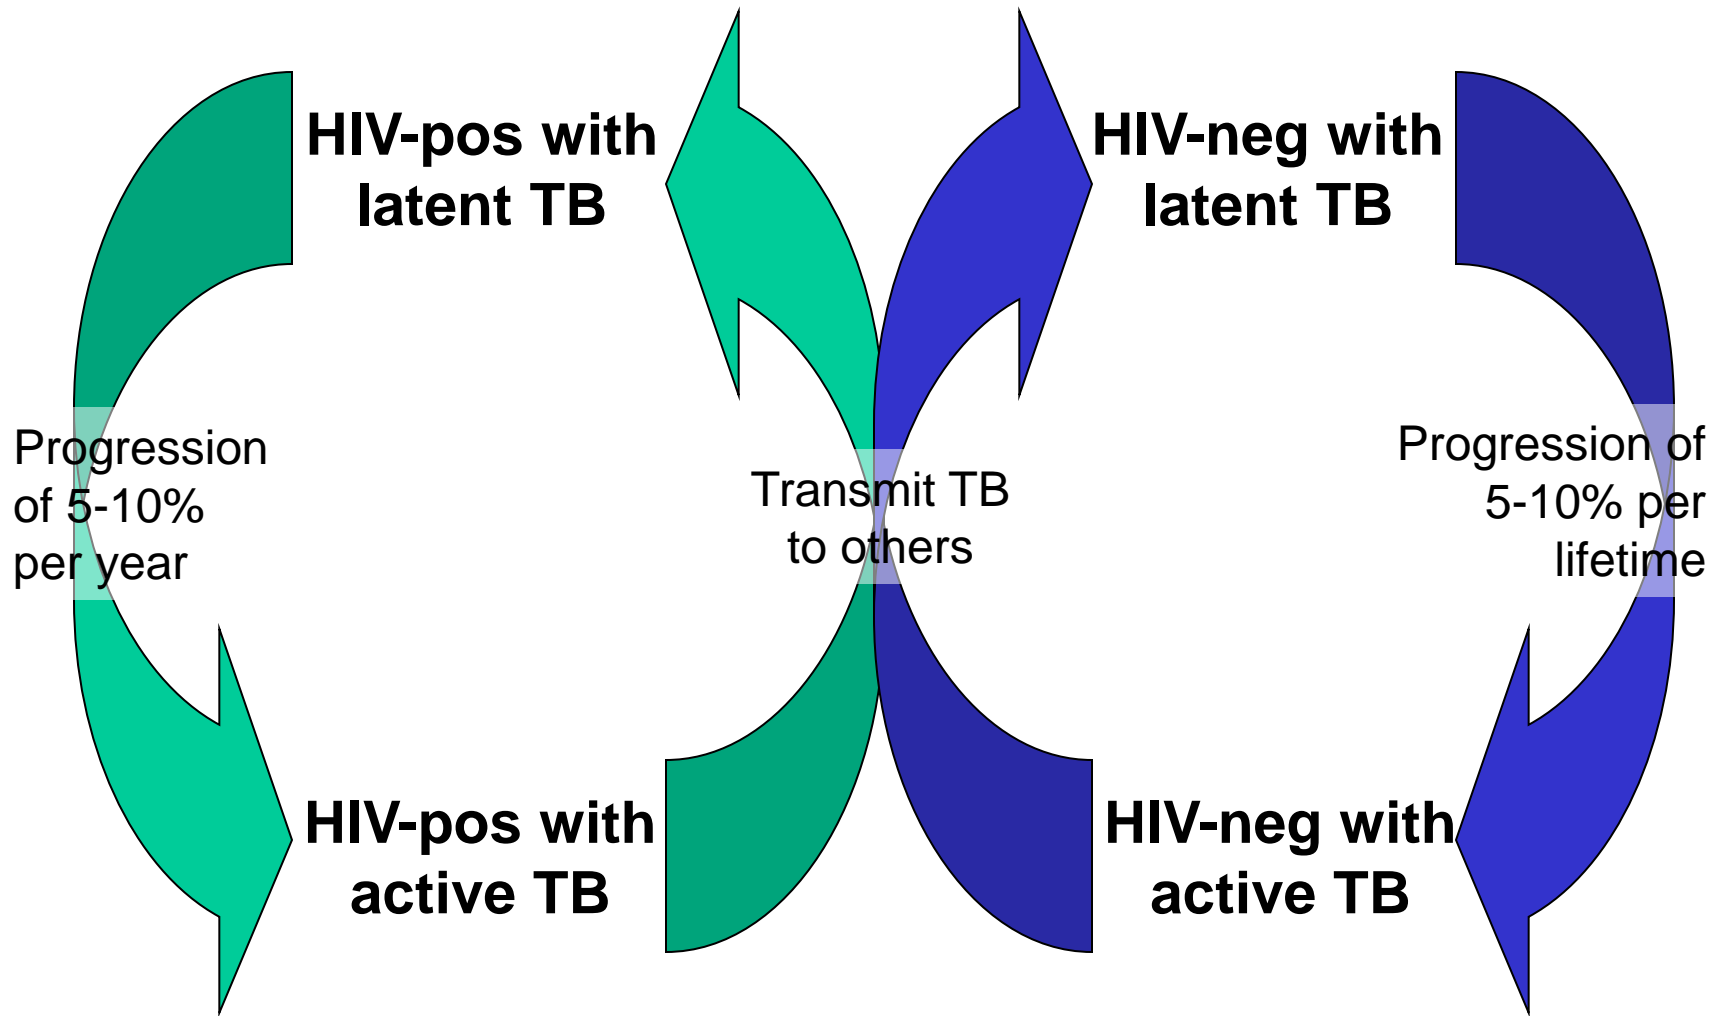 HIV-pos with
latent TB
HIV-neg with
latent TB
Progression
of 5-10%
per year
Transmit TB
to others
Progression of
5-10% per
lifetime
HIV-pos with
active TB
HIV-neg with
active TB